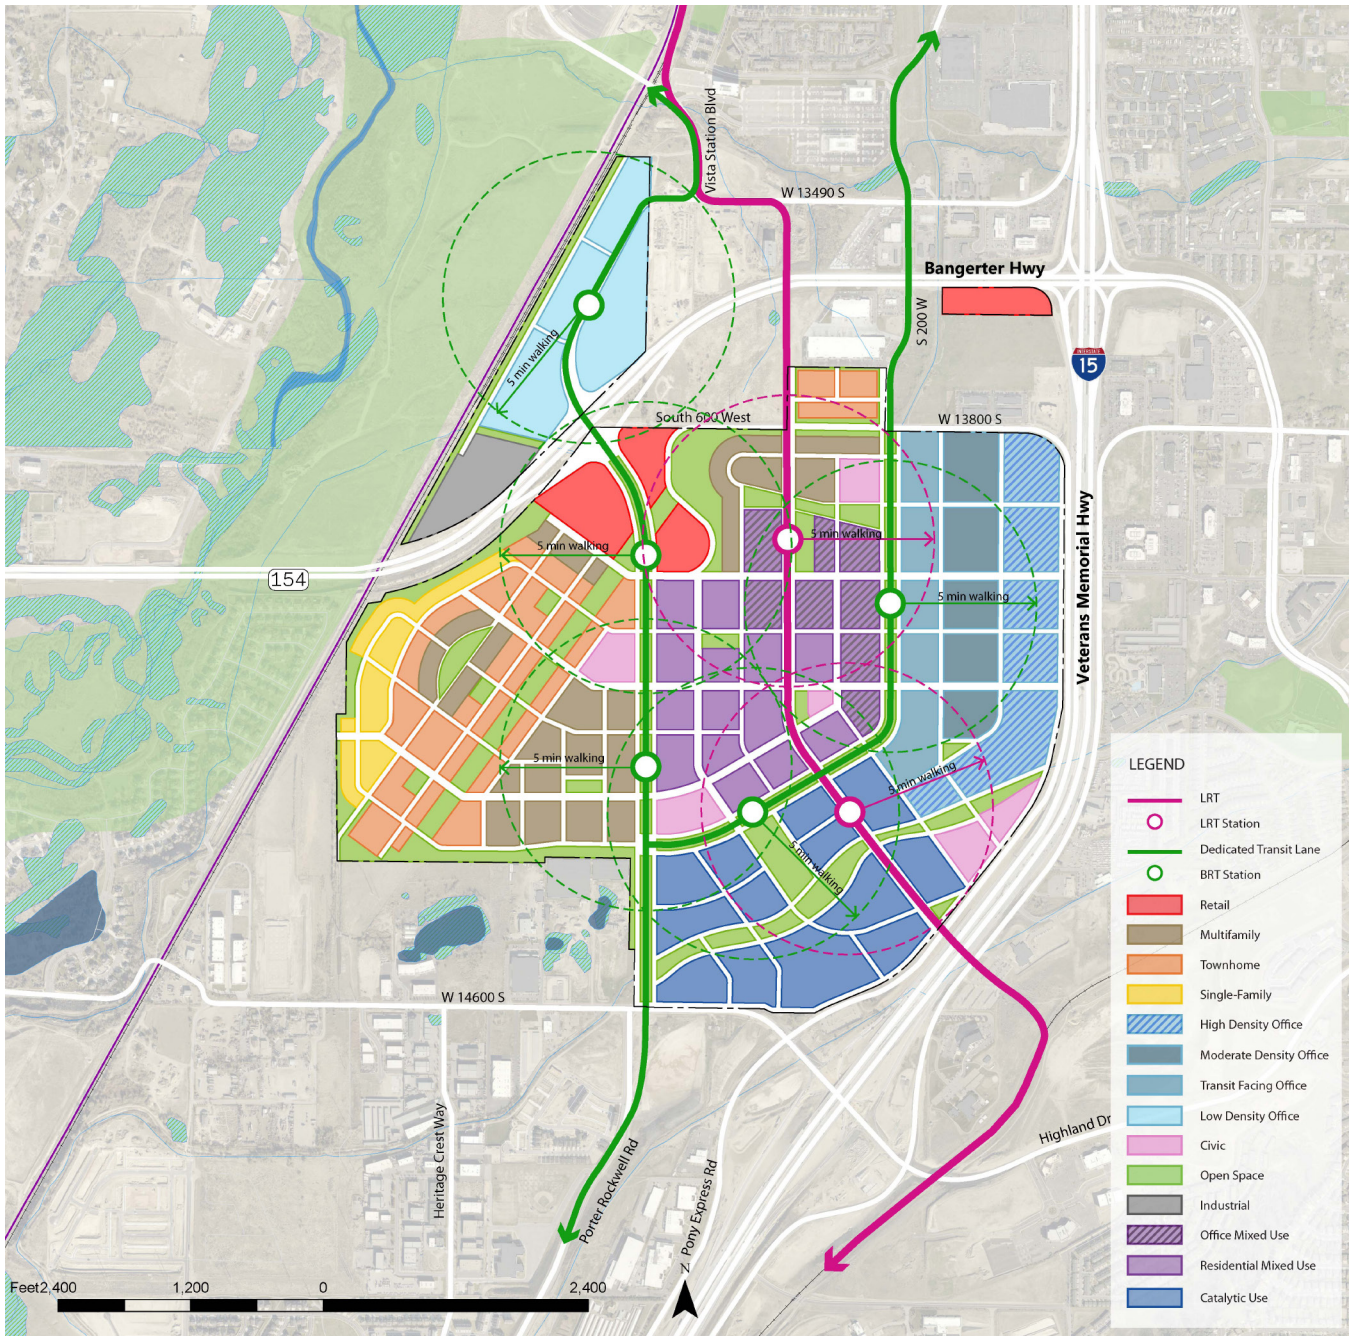 Vista Station Blvd
W 13490 S
Bangerter Hwy
S 200 W
INTERSTATE
15
5 min walking
South 600 West
W 13800 S
5 min walking
5 min walking
154
5 min walking
Veterans Memorial Hwy
5 min walking
5 min walking
5 min walking
W 14600 S
Heritage Crest Way
Porter Rockwell Rd
Pony Express Rd
Highland Dr
N
Feet2,400
1,200
0
2,400
LEGEND
LRT
LRT Station
Dedicated Transit Lane
BRT Station
Retail
Multifamily
Townhome
Single-Family
High Density Office
Moderate Density Office
Transit Facing Office
Low Density Office
Civic
Open Space
Industrial
Office Mixed Use
Residential Mixed Use
Catalytic Use